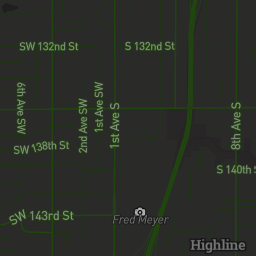 SW 132nd St
S 132nd St
6th Ave SW
2nd Ave SW
1st Ave SW
1st Ave S
8th Ave S
SW 138th St
S 140th St
SW 143rd St
Fred Meyer
Highline